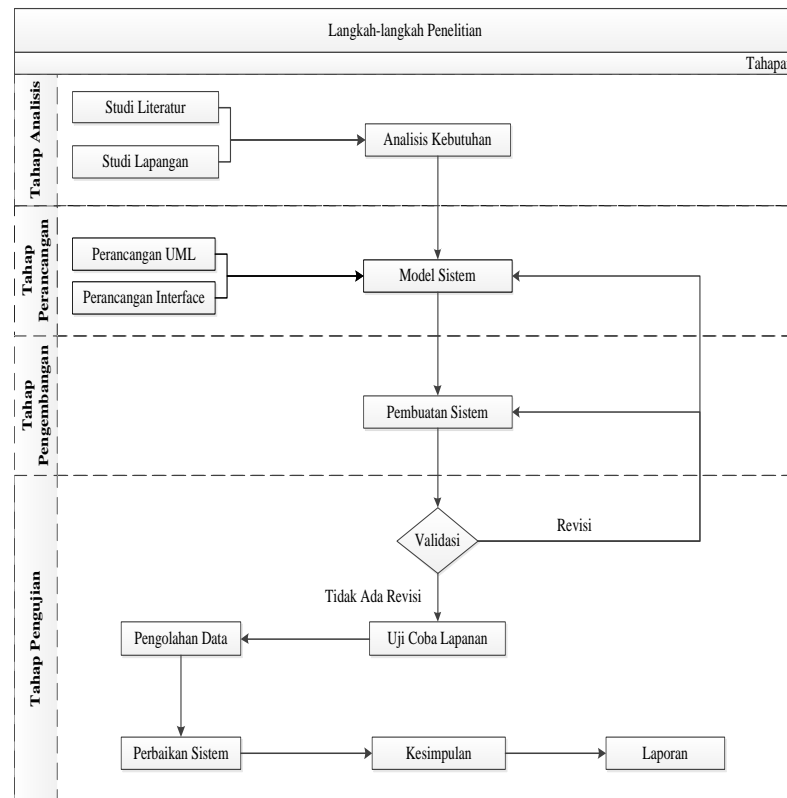 Langkah-langkah Penelitian
Tahapan
Tahap Analisis
Studi Literatur
Studi Lapangan
Analisis Kebutuhan
Tahap
Perancangan
Perancangan UML
Perancangan Interface
Model Sistem
Tahap
Pengembangan
Pembuatan Sistem
Tahap Pengujian
Validasi
Revisi
Tidak Ada Revisi
Pengolahan Data
Uji Coba Lapanan
Perbaikan Sistem
Kesimpulan
Laporan